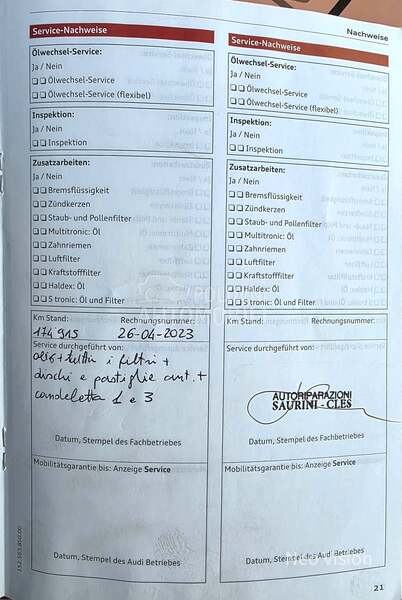 Nachweise
Service-Nachweise
Ölwechsel-Service:
Ja / Nein
Ölwechsel-Service
Ölwechsel-Service (flexibel)
Inspektion:
Ja / Nein
Inspektion
Zusatzarbeiten:
Ja / Nein
Bremsflüssigkeit
Zündkerzen
Staub- und Pollenfilter
Multitronic: Öl
Zahnriemen
Luftfilter
Kraftstofffilter
Haldex: Öl
S tronic: Öl und Filter
Km Stand: Rechnungsnummer:
174 915 26-04-2023
Service durchgeführt von:
olio + tutti i filtri +
dischi e pastiglie ant. +
candeletta 1 e 3
Datum, Stempel des Fachbetriebes
Mobilitätsgarantie bis: Anzeige Service
Datum, Stempel des Audi Betriebes
Service-Nachweise
Ölwechsel-Service:
Ja / Nein
Ölwechsel-Service
Ölwechsel-Service (flexibel)
Inspektion:
Ja / Nein
Inspektion
Zusatzarbeiten:
Ja / Nein
Bremsflüssigkeit
Zündkerzen
Staub- und Pollenfilter
Multitronic: Öl
Zahnriemen
Luftfilter
Kraftstofffilter
Haldex: Öl
S tronic: Öl und Filter
Km Stand: Rechnungsnummer:
Service durchgeführt von:
AUTORIPARAZIONI
SAURINI - CLES
Datum, Stempel des Fachbetriebes
Mobilitätsgarantie bis: Anzeige Service
Datum, Stempel des Audi Betriebes
Neo Vision
21